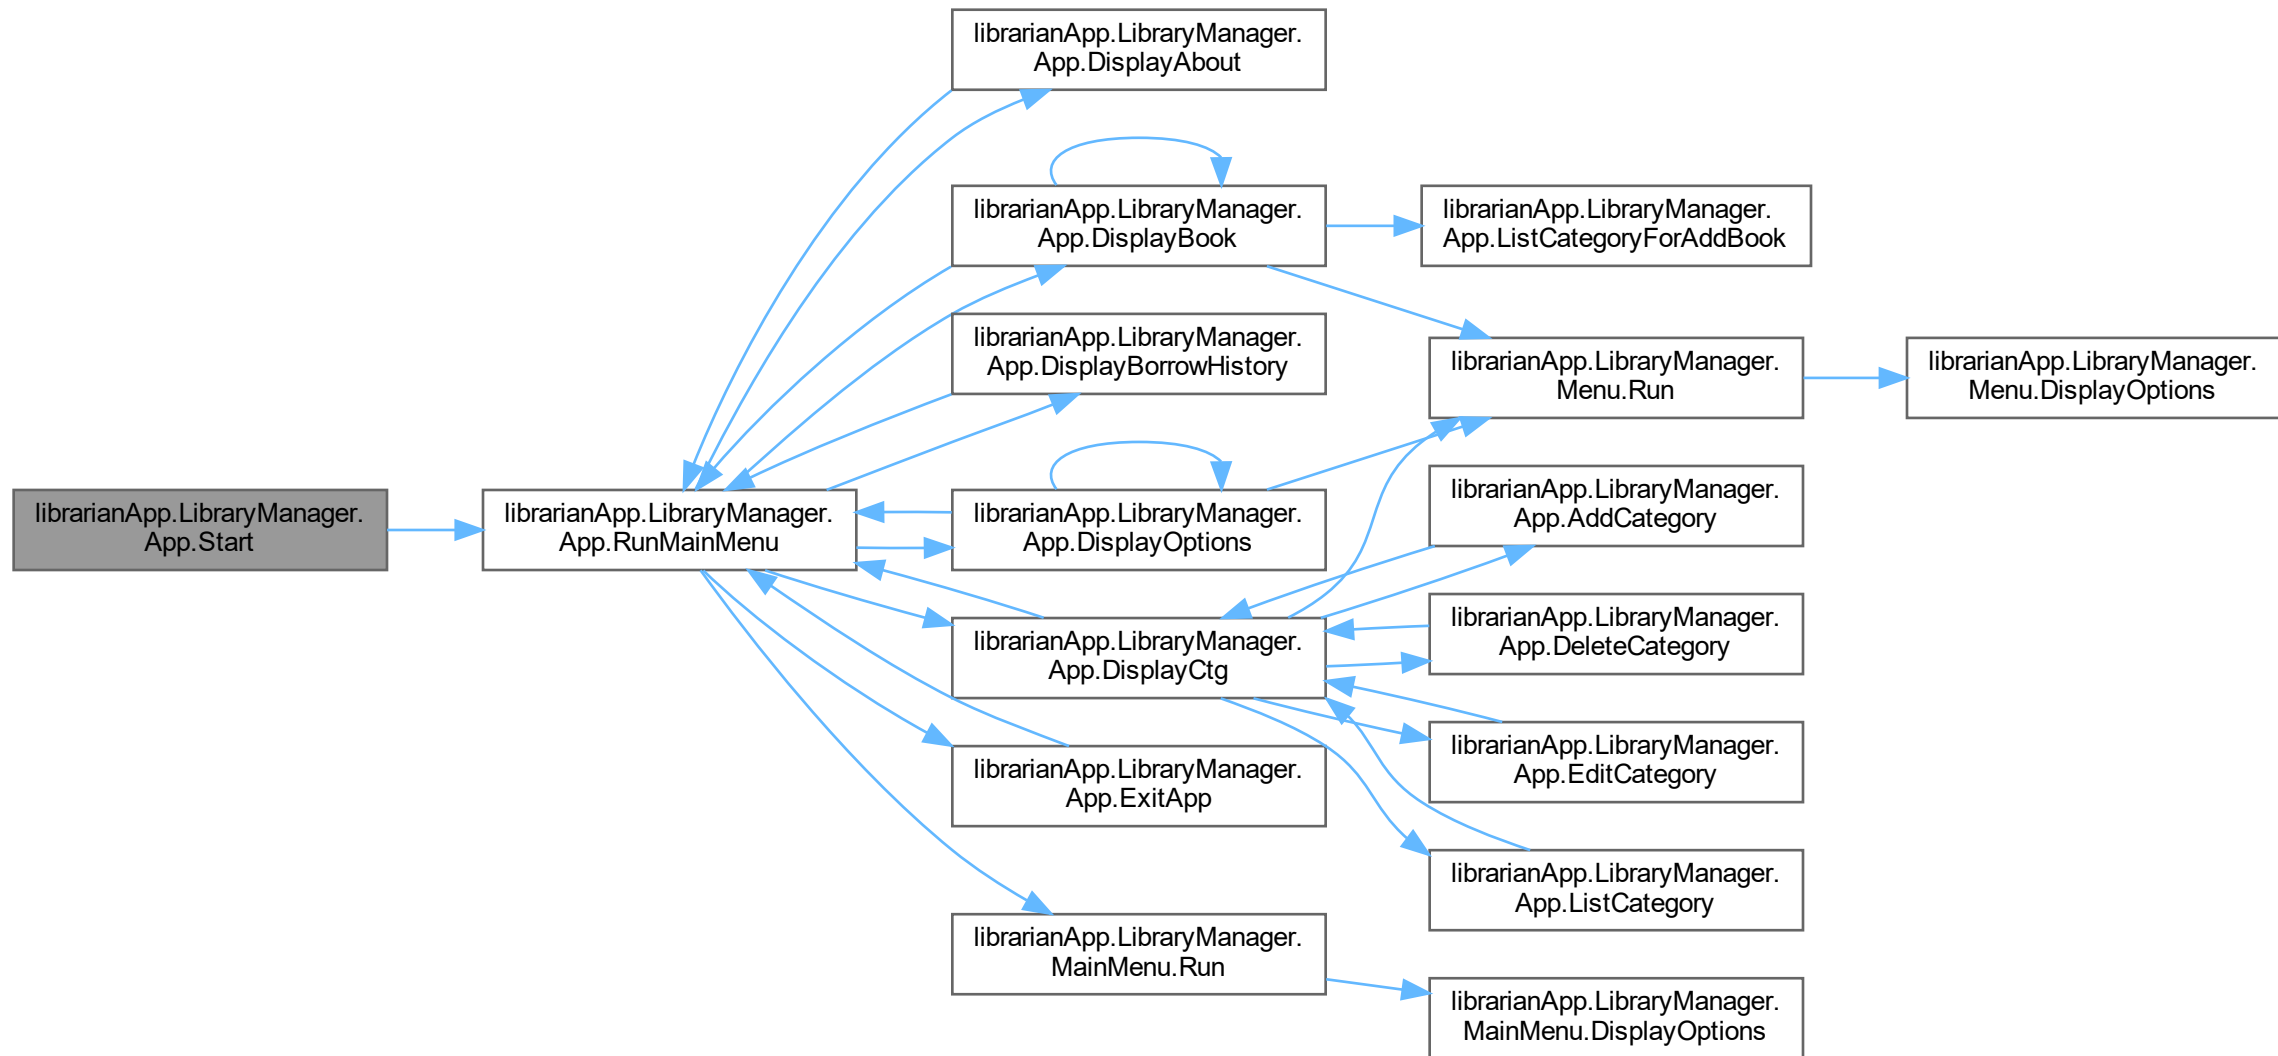 librarianApp.LibraryManager.
App.Start
librarianApp.LibraryManager.
App.RunMainMenu
librarianApp.LibraryManager.
App.DisplayAbout
librarianApp.LibraryManager.
App.DisplayBook
librarianApp.LibraryManager.
App.DisplayBorrowHistory
librarianApp.LibraryManager.
App.DisplayOptions
librarianApp.LibraryManager.
App.DisplayCtg
librarianApp.LibraryManager.
App.ExitApp
librarianApp.LibraryManager.
MainMenu.Run
librarianApp.LibraryManager.
App.ListCategoryForAddBook
librarianApp.LibraryManager.
Menu.Run
librarianApp.LibraryManager.
App.AddCategory
librarianApp.LibraryManager.
App.DeleteCategory
librarianApp.LibraryManager.
App.EditCategory
librarianApp.LibraryManager.
App.ListCategory
librarianApp.LibraryManager.
MainMenu.DisplayOptions
librarianApp.LibraryManager.
Menu.DisplayOptions